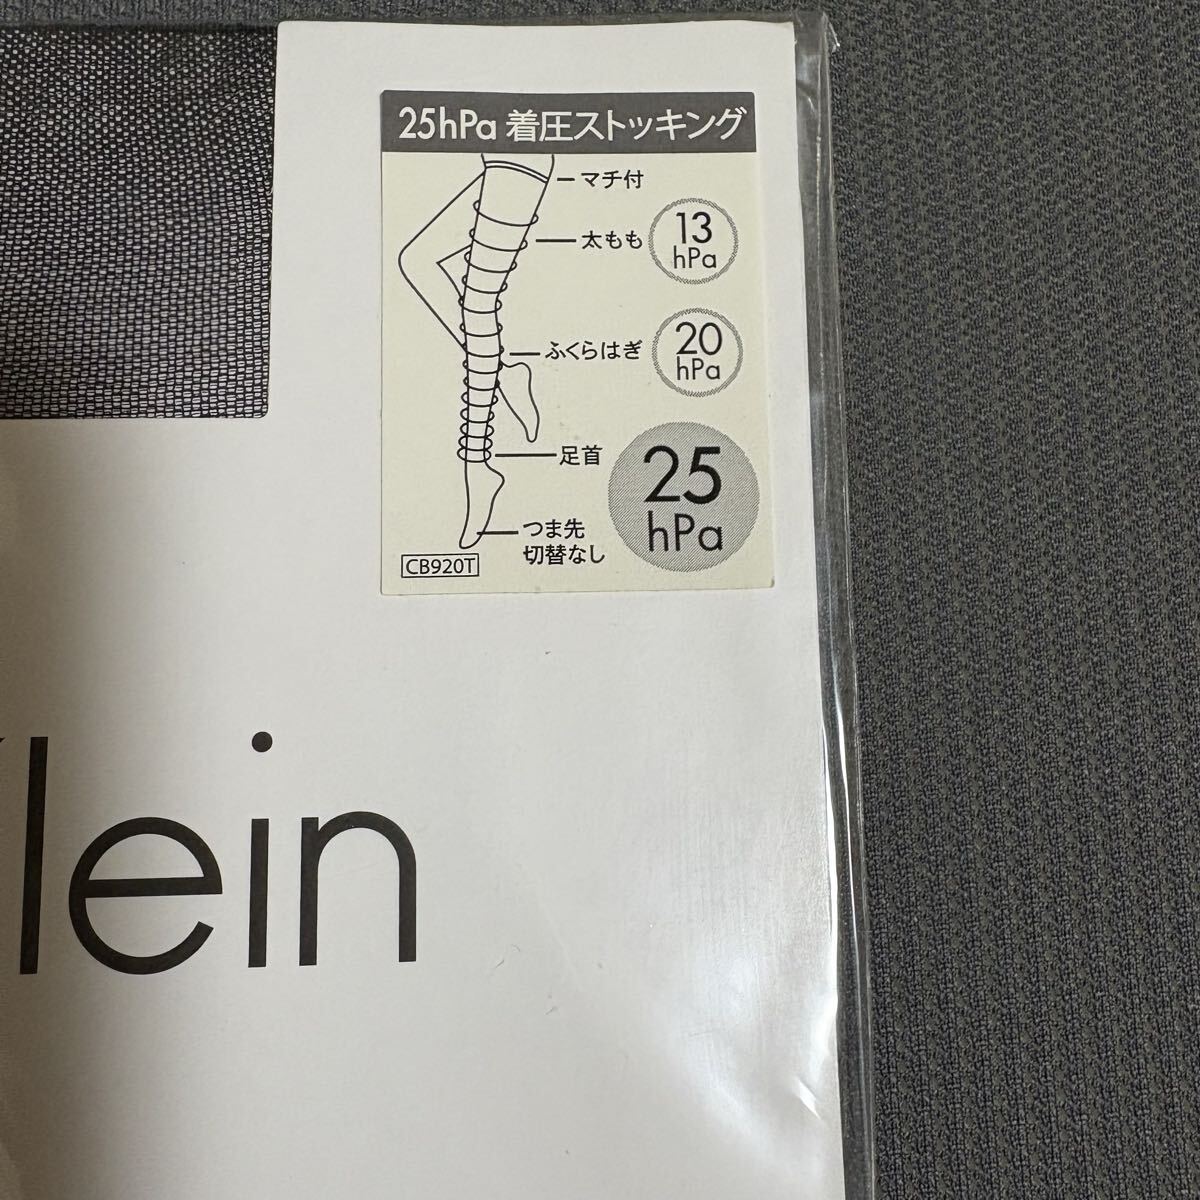 25hPa 着圧ストッキング
マチ付
太もも 13 hPa
ふくらはぎ 20 hPa
足首 25 hPa
つま先
切替なし
CB920T
Klein